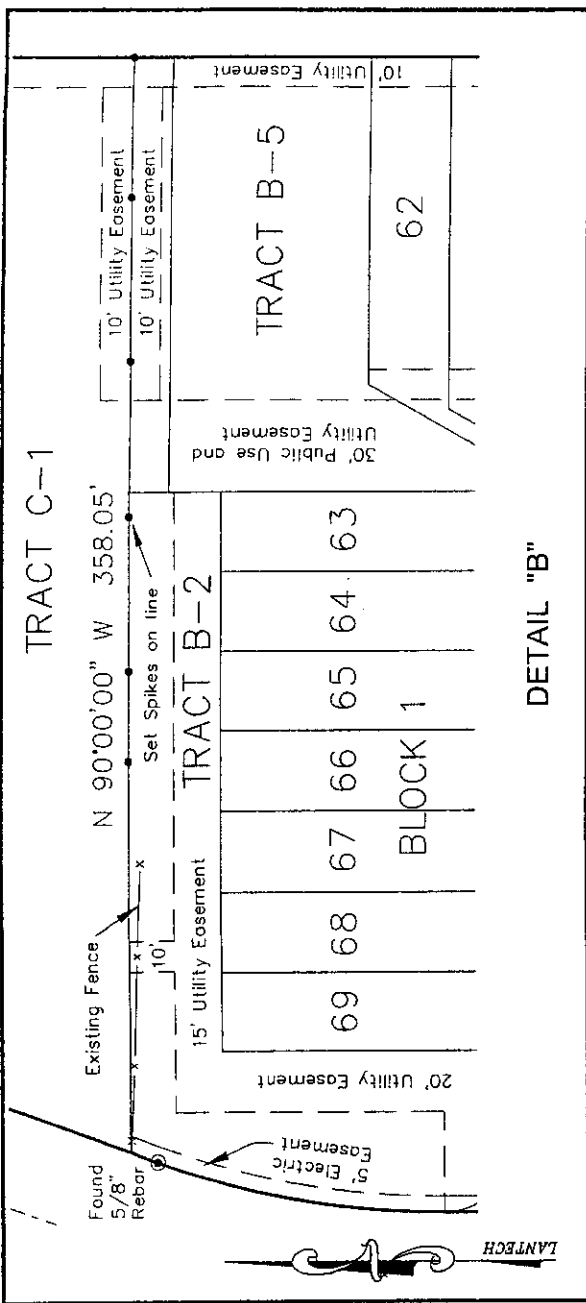 TRACT C-1
N 90°00'00" W 358.05'
Set Spikes on line
Existing Fence
10'
Found
5/8"
Rebar
10' Utility Easement
10' Utility Easement
10' Utility Easement
TRACT B-5
62
30' Public Use and
Utility Easement
TRACT B-2
15' Utility Easement
69
68
67
66
65
64
63
BLOCK 1
20' Utility Easement
5' Electric
Easement
LANTECH
DETAIL "B"